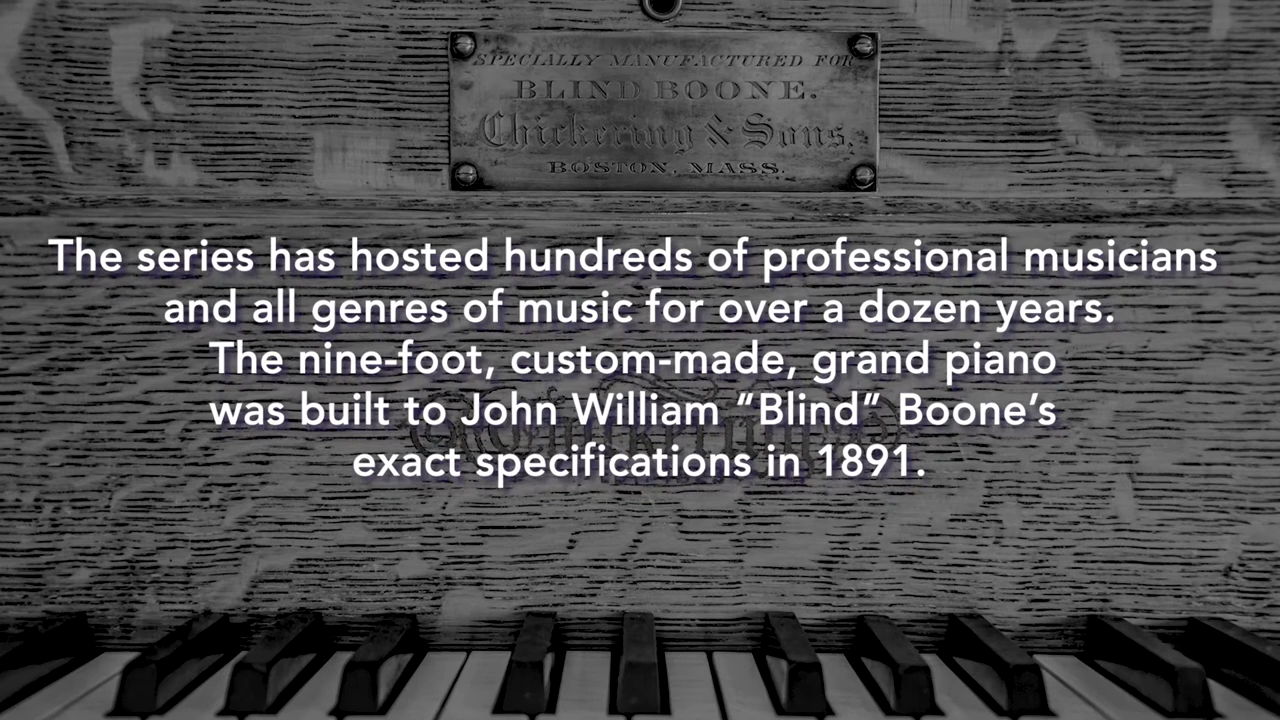 SPECIALLY MANUFACTURED FOR
BLIND BOONE.
Chickering & Sons,
BOSTON, MASS.
The series has hosted hundreds of professional musicians
and all genres of music for over a dozen years.
The nine-foot, custom-made, grand piano
was built to John William “Blind” Boone’s
exact specifications in 1891.